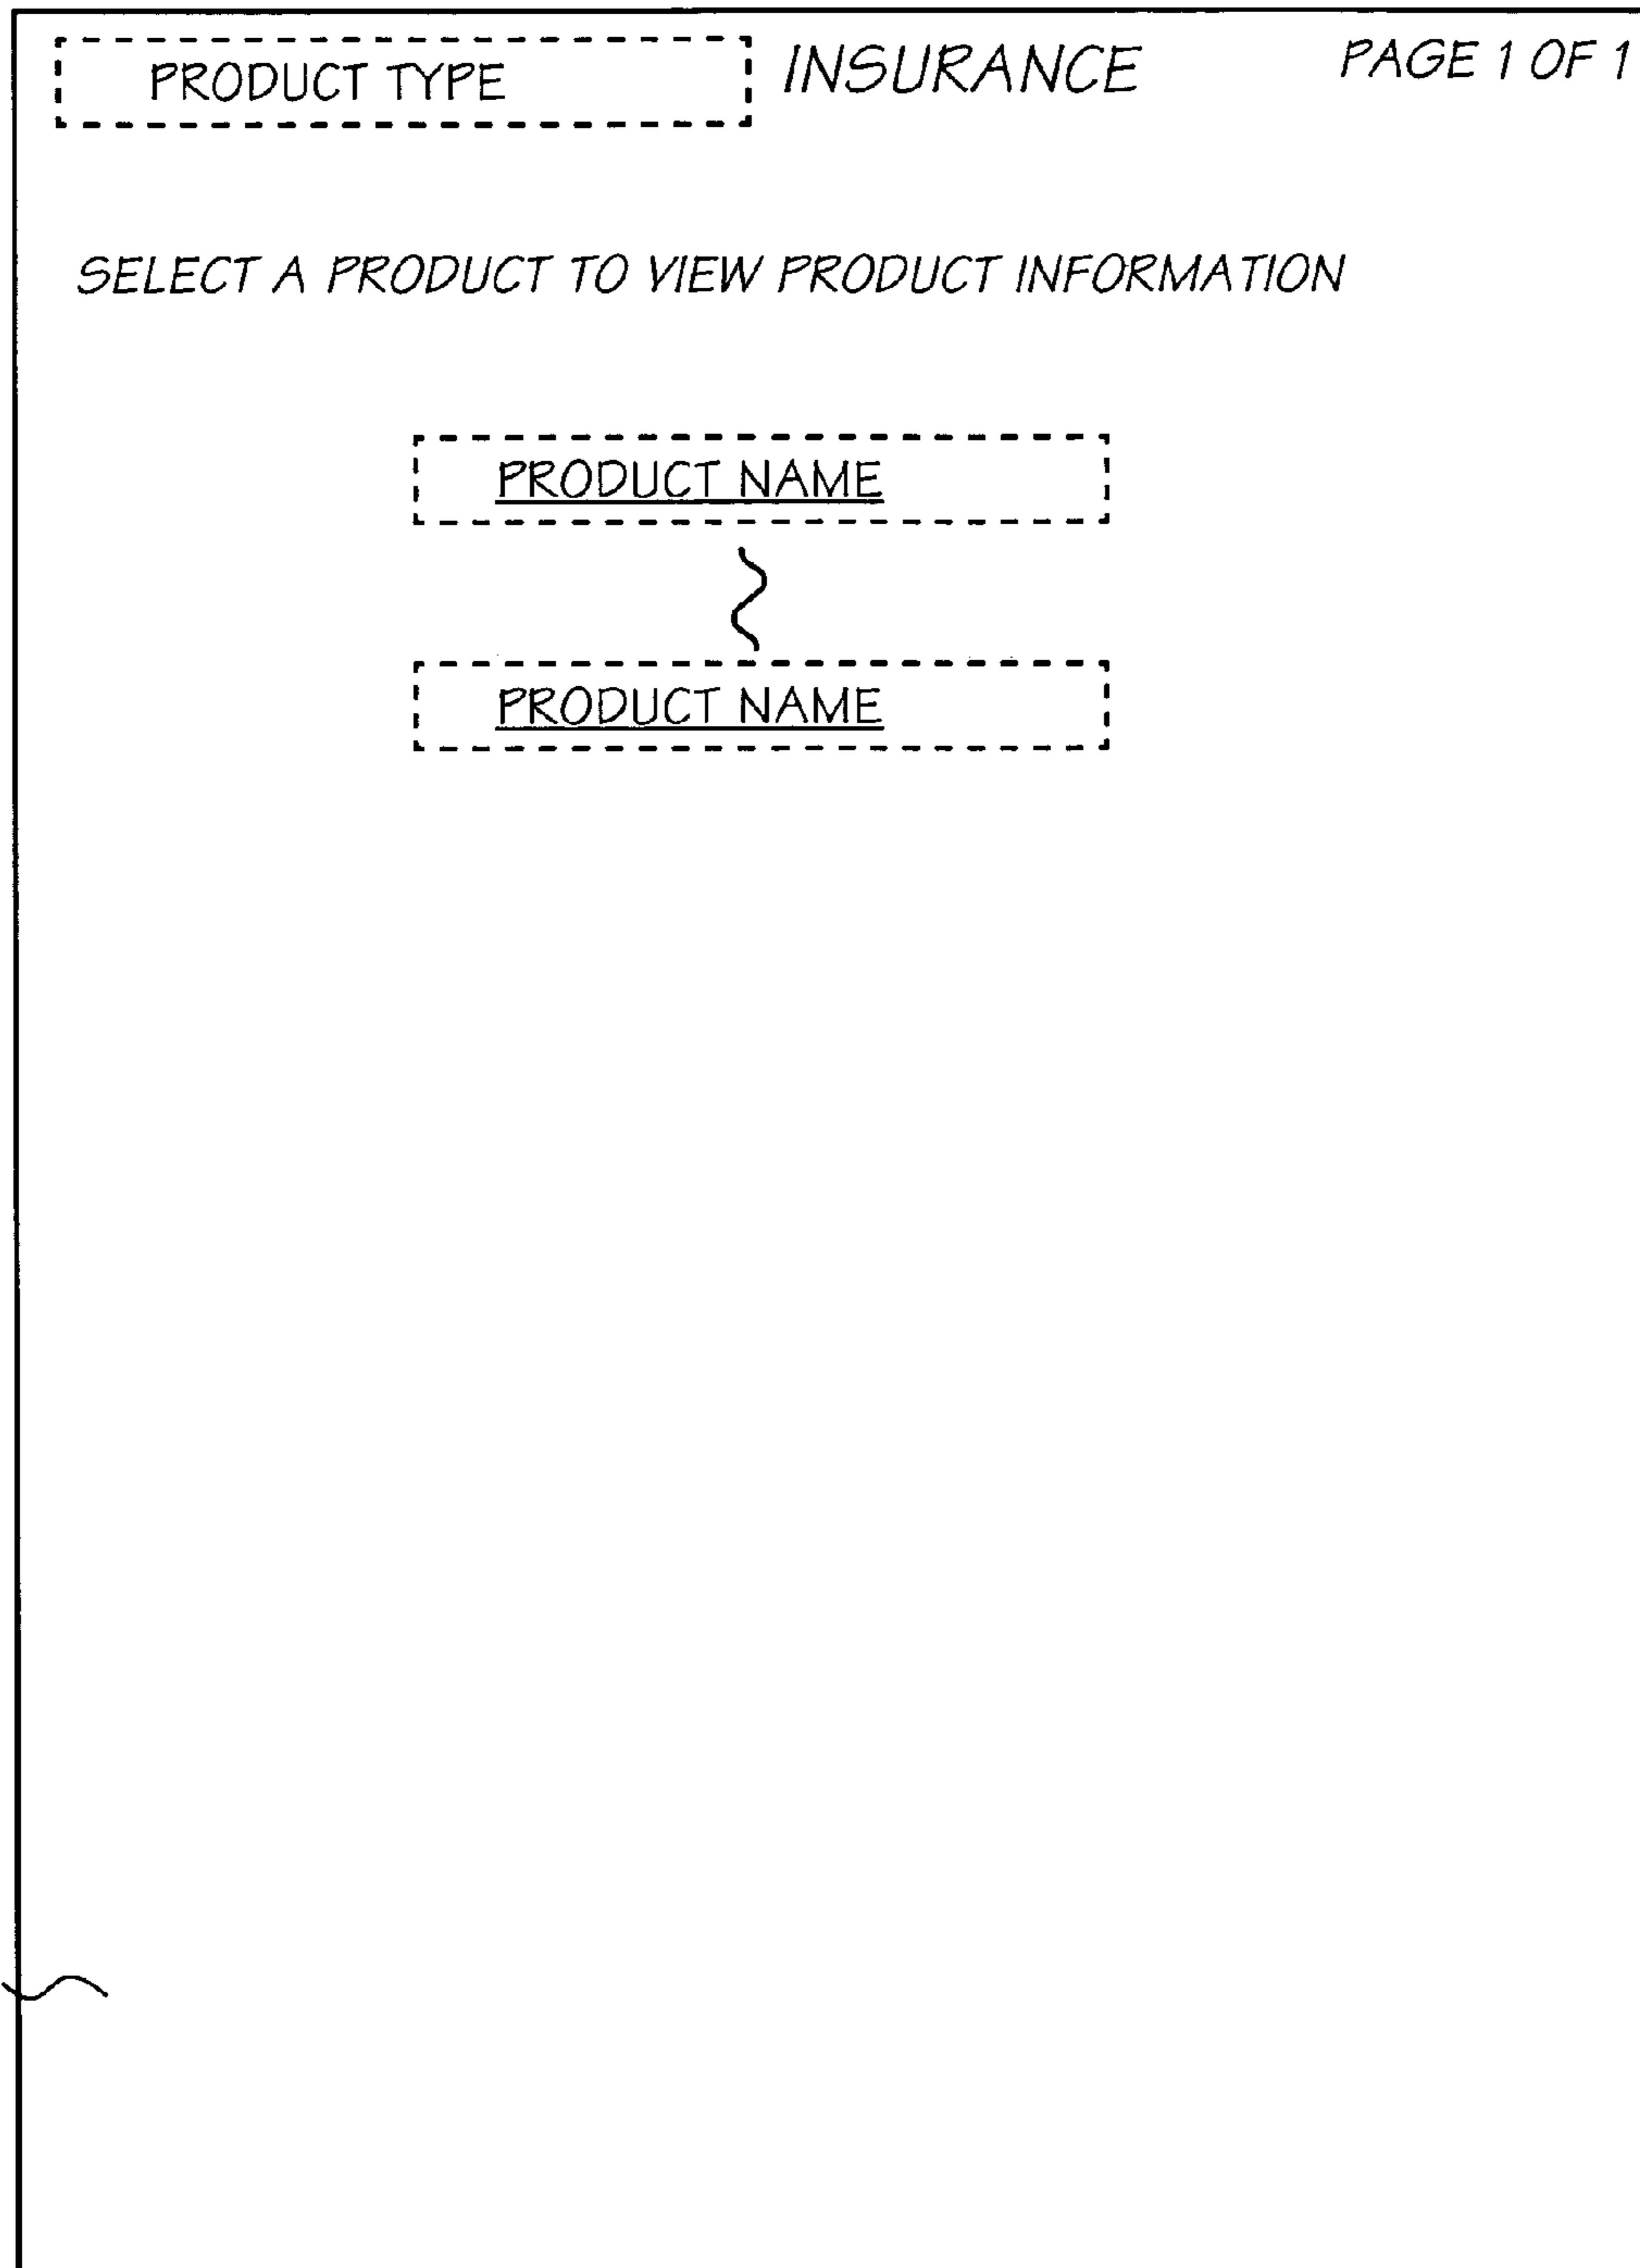 PRODUCT TYPE INSURANCE PAGE 1 OF 1
SELECT A PRODUCT TO VIEW PRODUCT INFORMATION
PRODUCT NAME
PRODUCT NAME